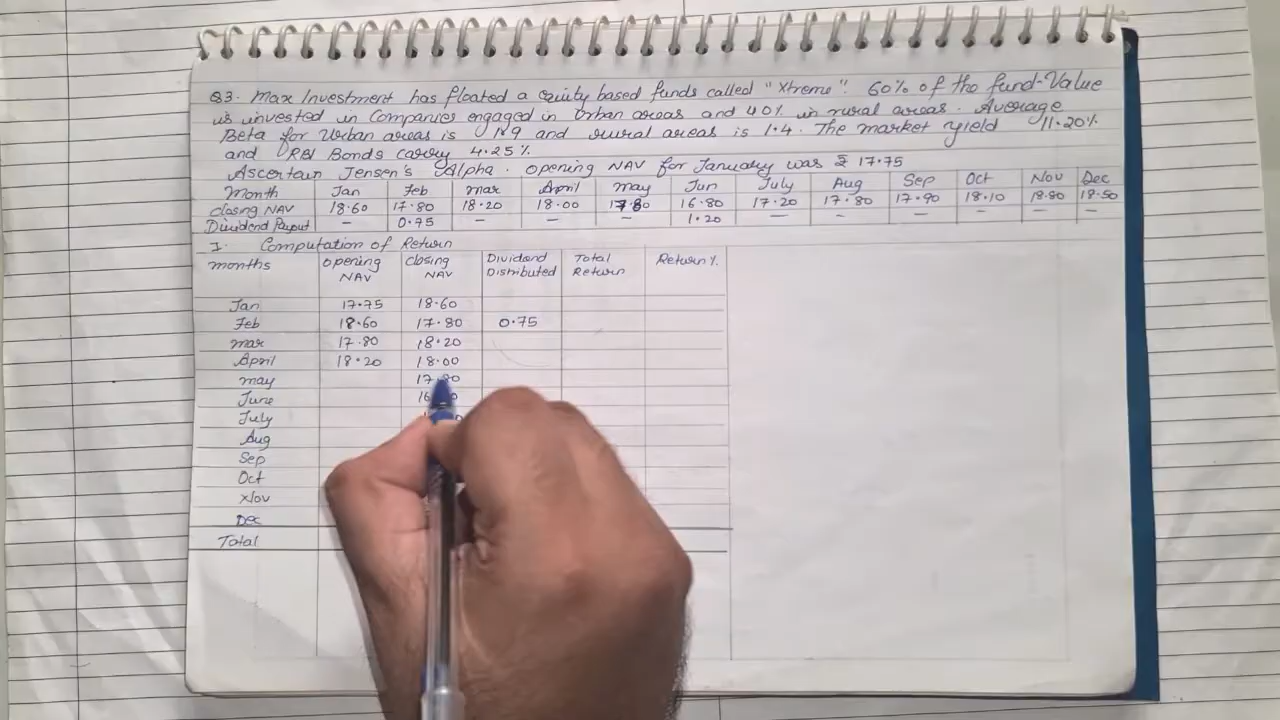 Q3. Max Investment has floated a equity based funds called "Xtreme". 60% of the fund-Value
is invested in Companies engaged in Urban areas and 40% in rural areas. Average
Beta for Urban areas is 1.9 and rural areas is 1.4. The market yield 11.20%
and RBI Bonds carry 4.25%.
Ascertain Jensen's Alpha. Opening NAV for January was ₹ 17.75
Month Jan Feb Mar April May Jun July Aug Sep Oct Nov Dec
Closing NAV 18.60 17.80 18.20 18.00 17.80 16.80 17.20 17.80 17.90 18.10 18.80 18.50
Dividend Payout - 0.75 - - - 1.20 - - - - - -
I. Computation of Return
months Opening NAV Closing NAV Dividend Distributed Total Return Return%
Jan 17.75 18.60
Feb 18.60 17.80 0.75
Mar 17.80 18.20
April 18.20 18.00
May
June
July
Aug
Sep
Oct
Nov
Dec
Total